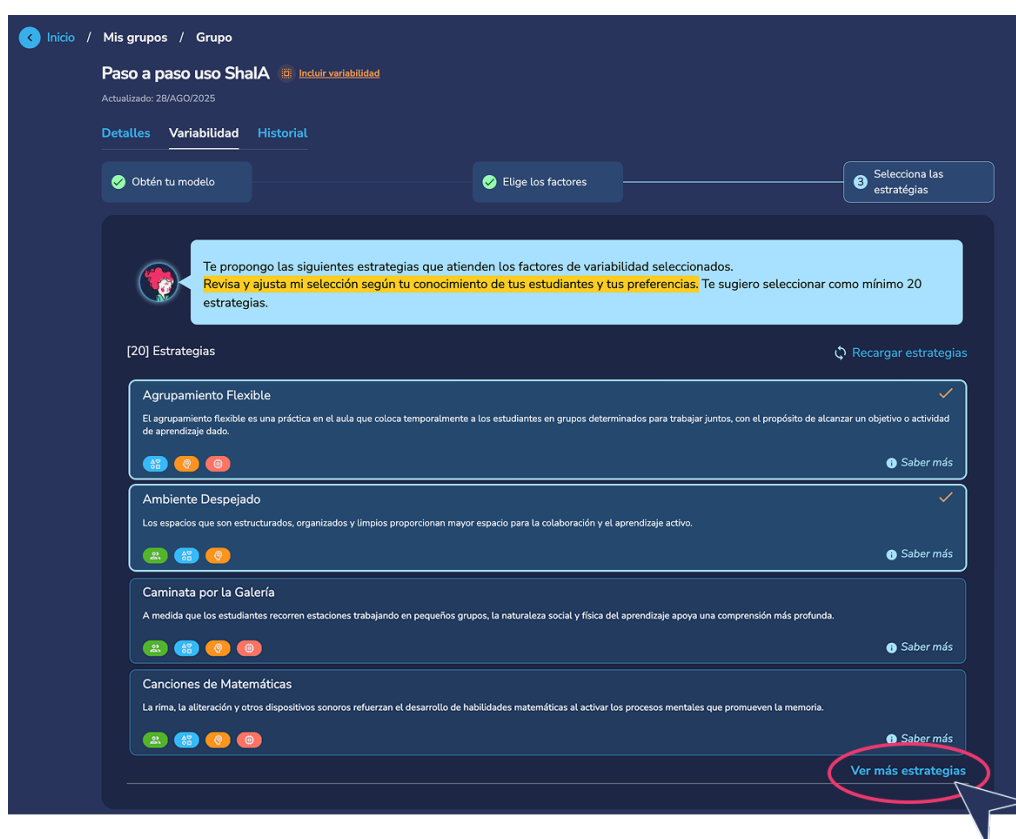 Inicio / Mis grupos / Grupo
Paso a paso uso ShaIA Incluir variabilidad
Actualizado: 28/AGO/2025
Detalles Variabilidad Historial
Obtén tu modelo
Elige los factores
3 Selecciona las
estratégias
Te propongo las siguientes estrategias que atienden los factores de variabilidad seleccionados.
Revisa y ajusta mi selección según tu conocimiento de tus estudiantes y tus preferencias. Te sugiero seleccionar como mínimo 20
estrategias.
[20] Estrategias
Recargar estrategias
Agrupamiento Flexible
El agrupamiento flexible es una práctica en el aula que coloca temporalmente a los estudiantes en grupos determinados para trabajar juntos, con el propósito de alcanzar un objetivo o actividad
de aprendizaje dado.
Saber más
Ambiente Despejado
Los espacios que son estructurados, organizados y limpios proporcionan mayor espacio para la colaboración y el aprendizaje activo.
Saber más
Caminata por la Galería
A medida que los estudiantes recorren estaciones trabajando en pequeños grupos, la naturaleza social y física del aprendizaje apoya una comprensión más profunda.
Saber más
Canciones de Matemáticas
La rima, la aliteración y otros dispositivos sonoros refuerzan el desarrollo de habilidades matemáticas al activar los procesos mentales que promueven la memoria.
Saber más
Ver más estrategias